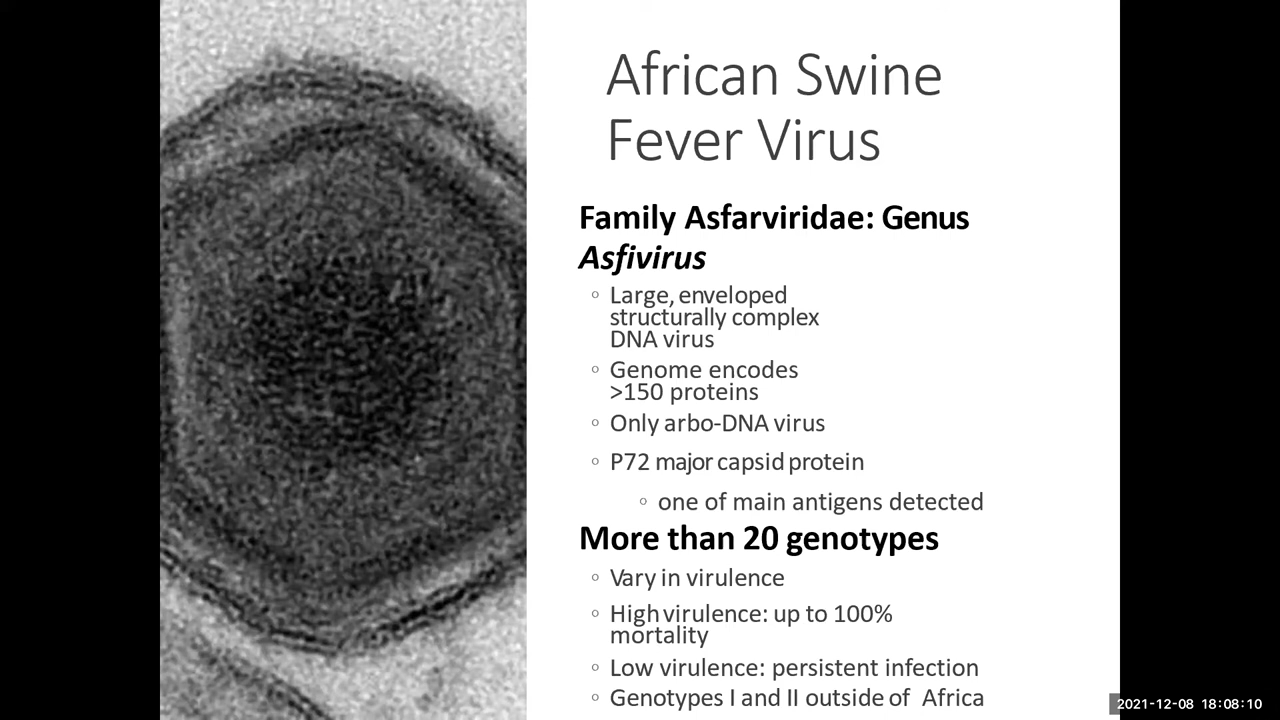 African Swine
Fever Virus
Family Asfarviridae: Genus
Asfivirus
◦ Large, enveloped
structurally complex
DNA virus
◦ Genome encodes
>150 proteins
◦ Only arbo-DNA virus
◦ P72 major capsid protein
◦ one of main antigens detected
More than 20 genotypes
◦ Vary in virulence
◦ High virulence: up to 100%
mortality
◦ Low virulence: persistent infection
◦ Genotypes I and II outside of Africa
2021-12-08 18:08:10